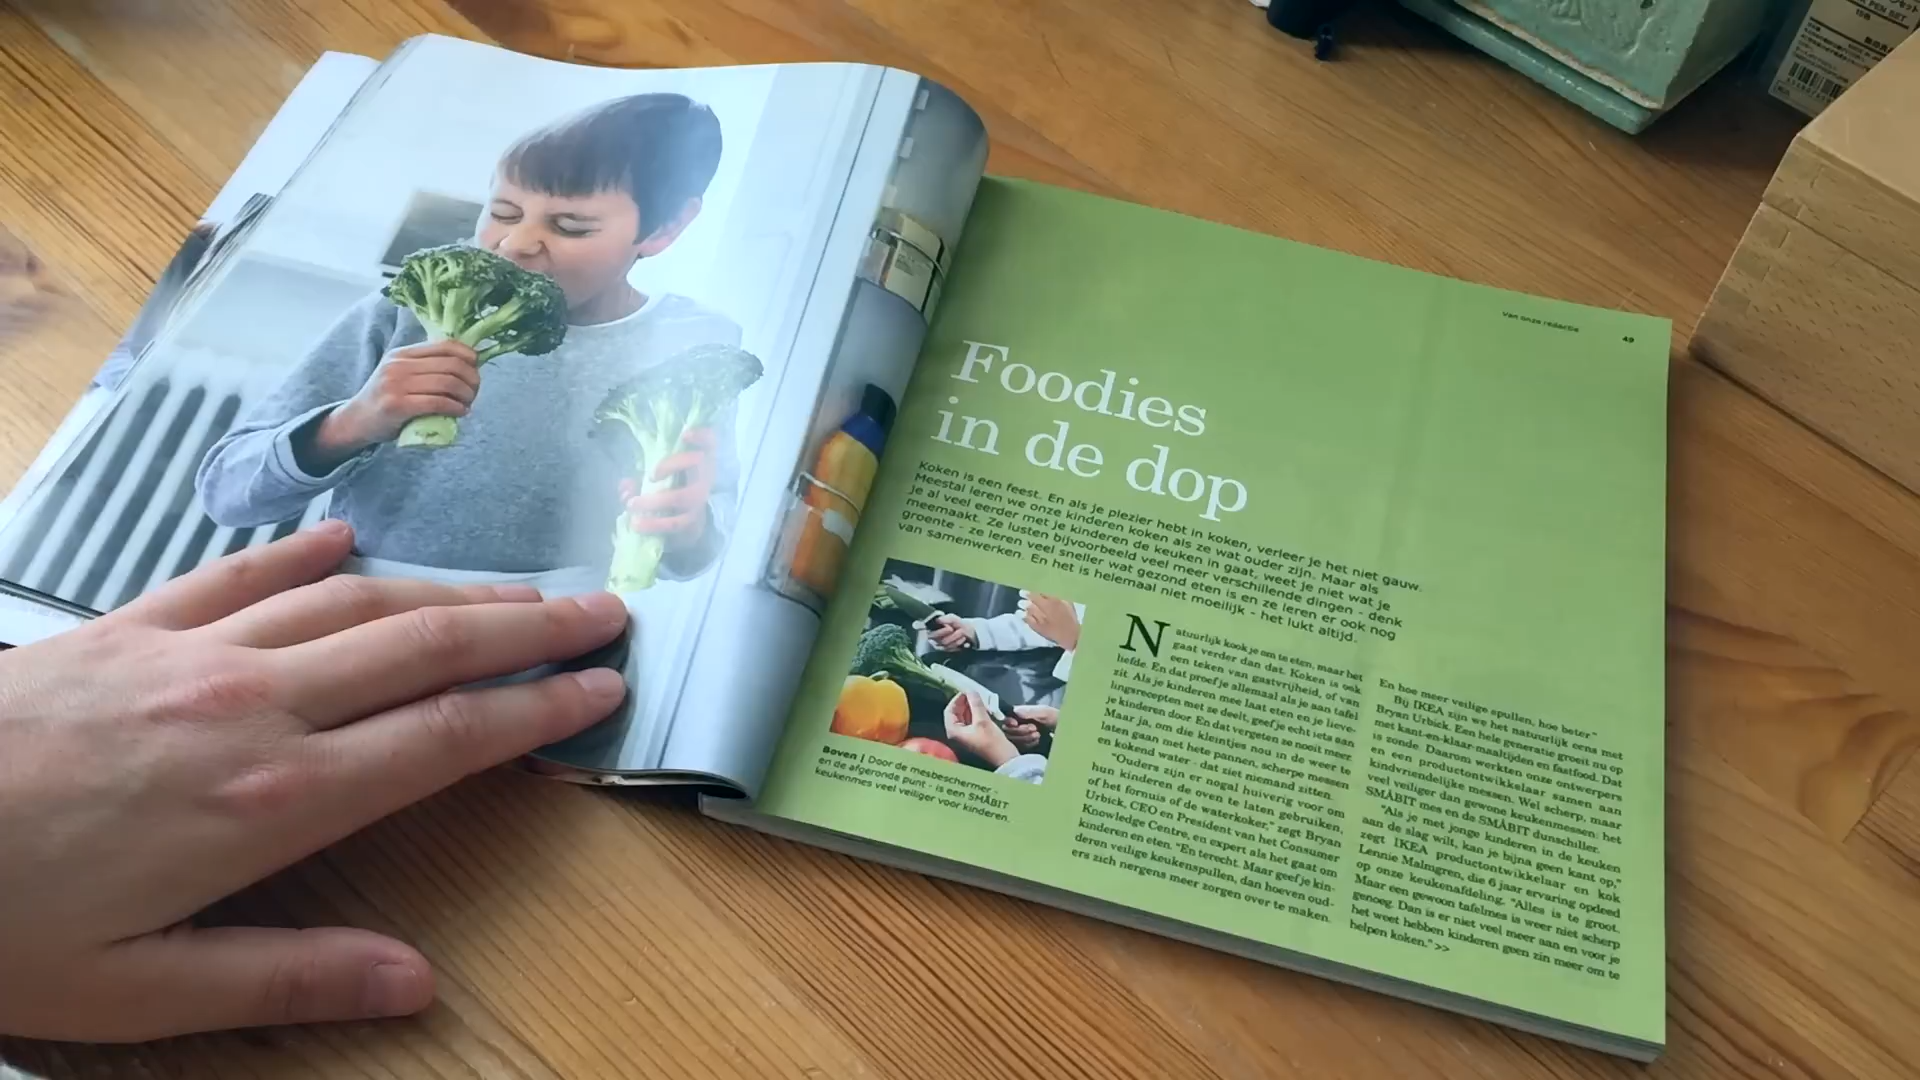 PEN SET
Van onze redactie
49
Foodies
in de dop
Koken is een feest. En als je plezier hebt in koken, verleer je het niet gauw.
Meestal leren we onze kinderen koken als ze wat ouder zijn. Maar als
je al veel eerder met je kinderen de keuken in gaat, weet je niet wat je
meemaakt. Ze lusten bijvoorbeeld veel meer verschillende dingen - denk
groente - ze leren veel sneller wat gezond eten is en ze leren er ook nog
van samenwerken. En het is helemaal niet moeilijk - het lukt altijd.
Boven | Door de mesbeschermer -
en de afgeronde punt - is een SMÅBIT
keukenmes veel veiliger voor kinderen.
Natuurlijk kook je om te eten, maar het
gaat verder dan dat. Koken is ook
een teken van gastvrijheid, of van
liefde. En dat proef je allemaal als je aan tafel
zit. Als je kinderen mee laat eten en je lieve-
lingsrecepten met ze deelt, geef je echt iets aan
je kinderen door. En dat vergeten ze nooit meer.
Maar ja, om die kleintjes nou in de weer te
laten gaan met hete pannen, scherpe messen
en kokend water - dat ziet niemand zitten.
"Ouders zijn er nogal huiverig voor om
hun kinderen de oven te laten gebruiken,
of het fornuis of de waterkoker," zegt Bryan
Urbick, CEO en President van het Consumer
Knowledge Centre, en expert als het gaat om
kinderen en eten. "En terecht. Maar geef je kin-
deren veilige keukenspullen, dan hoeven oud-
ers zich nergens meer zorgen over te maken.
En hoe meer veilige spullen, hoe beter."
Bij IKEA zijn we het natuurlijk eens met
Bryan Urbick. Een hele generatie groeit nu op
met kant-en-klaar-maaltijden en fastfood. Dat
is zonde. Daarom werkten onze ontwerpers
en een productontwikkelaar samen aan
kindvriendelijke messen. Wel scherp, maar
veel veiliger dan gewone keukenmessen: het
SMÅBIT mes en de SMÅBIT dunschiller.
"Als je met jonge kinderen in de keuken
aan de slag wilt, kan je bijna geen kant op,"
zegt IKEA productontwikkelaar en kok
Lennie Malmgren, die 6 jaar ervaring opdeed
op onze keukenafdeling. "Alles is te groot.
Maar een gewoon tafelmes is weer niet scherp
genoeg. Dan is er niet veel meer aan en voor je
het weet hebben kinderen geen zin meer om te
helpen koken." >>